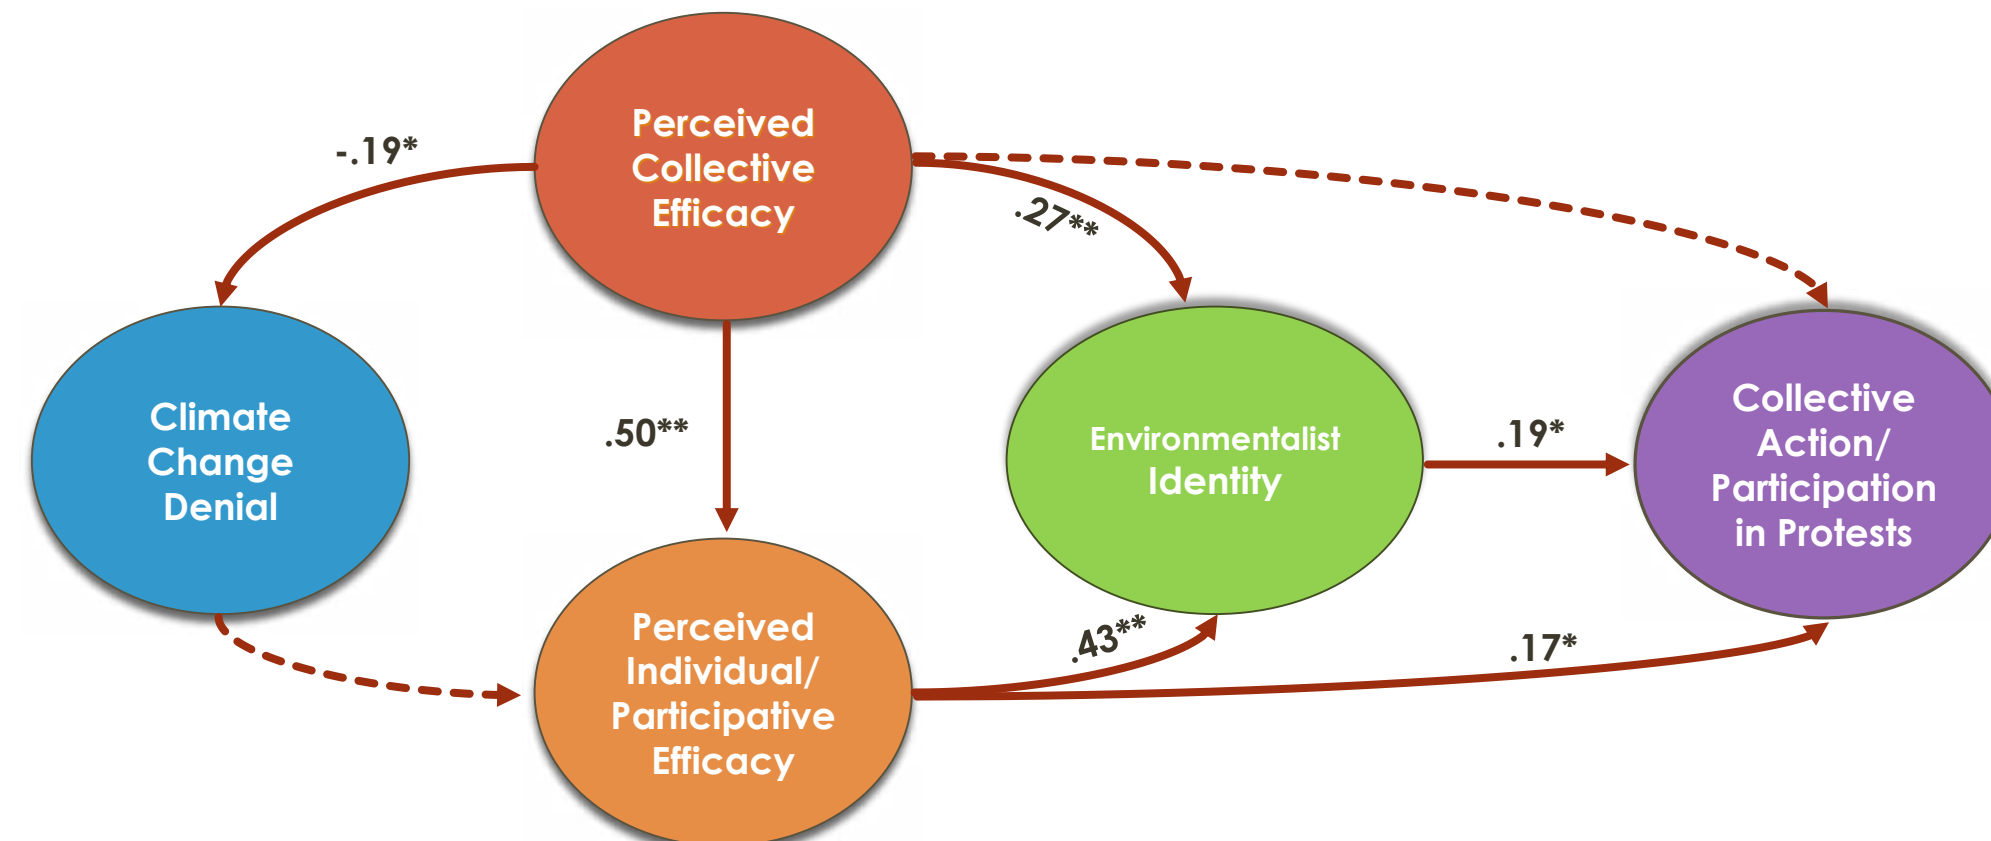 Perceived
Collective
Efficacy
-.19*
.27**
.50**
Climate
Change
Denial
Environmentalist
Identity
.19*
Collective
Action/
Participation
in Protests
Perceived
Individual/
Participative
Efficacy
.43**
.17*